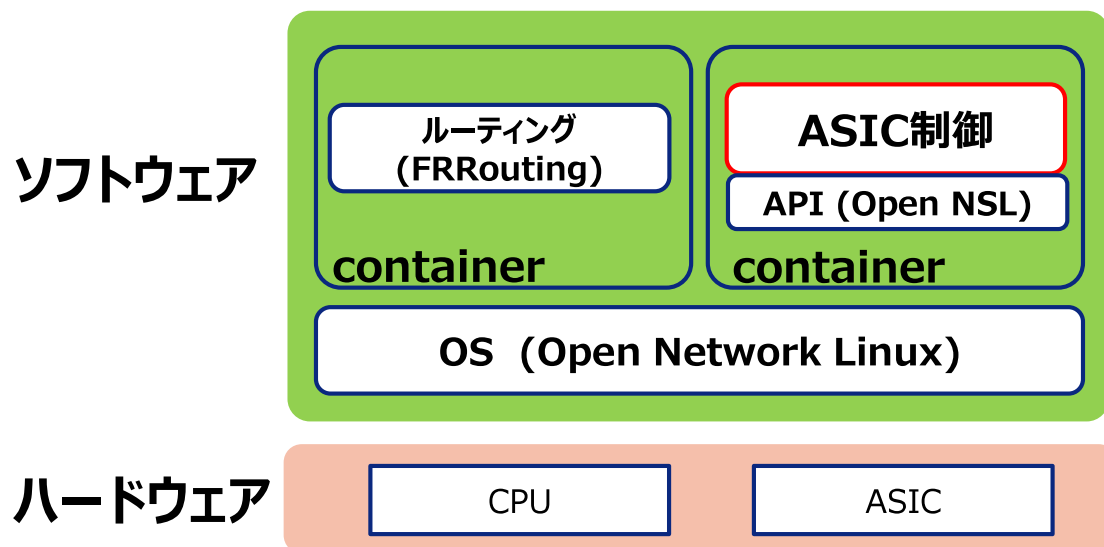 ソフトウェア
ルーティング
(FRRouting)
container
ASIC制御
API (Open NSL)
container
OS (Open Network Linux)
ハードウェア
CPU
ASIC